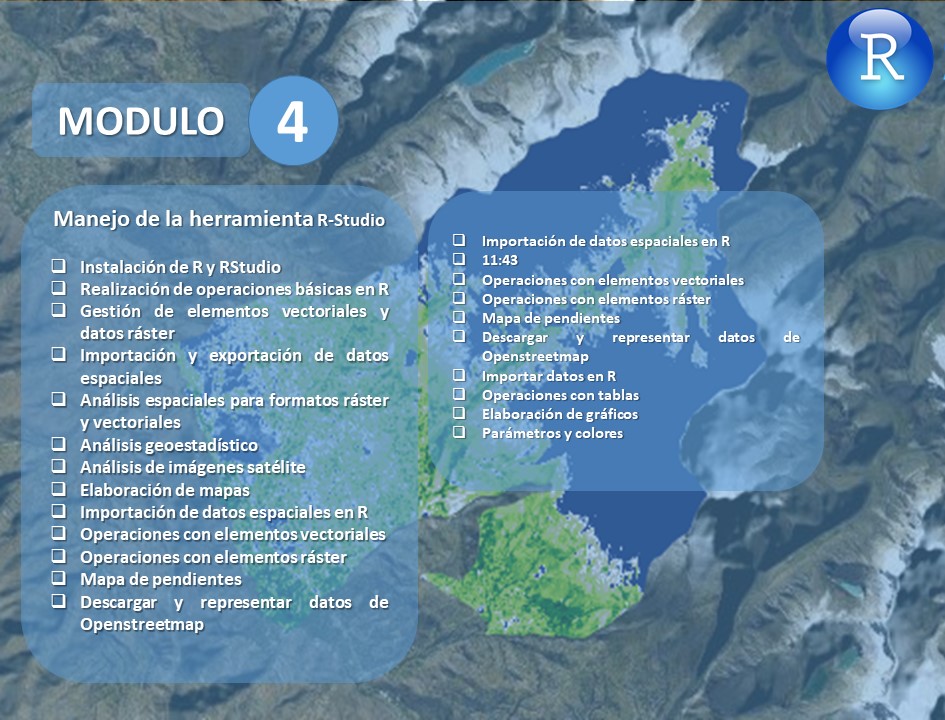 R
MODULO 4
Manejo de la herramienta R-Studio
❑ Instalación de R y RStudio
❑ Realización de operaciones básicas en R
❑ Gestión de elementos vectoriales y
datos ráster
❑ Importación y exportación de datos
espaciales
❑ Análisis espaciales para formatos ráster
y vectoriales
❑ Análisis geoestadístico
❑ Análisis de imágenes satélite
❑ Elaboración de mapas
❑ Importación de datos espaciales en R
❑ Operaciones con elementos vectoriales
❑ Operaciones con elementos ráster
❑ Mapa de pendientes
❑ Descargar y representar datos de
Openstreetmap
❑ Importación de datos espaciales en R
❑ 11:43
❑ Operaciones con elementos vectoriales
❑ Operaciones con elementos ráster
❑ Mapa de pendientes
❑ Descargar y representar datos de
Openstreetmap
❑ Importar datos en R
❑ Operaciones con tablas
❑ Elaboración de gráficos
❑ Parámetros y colores